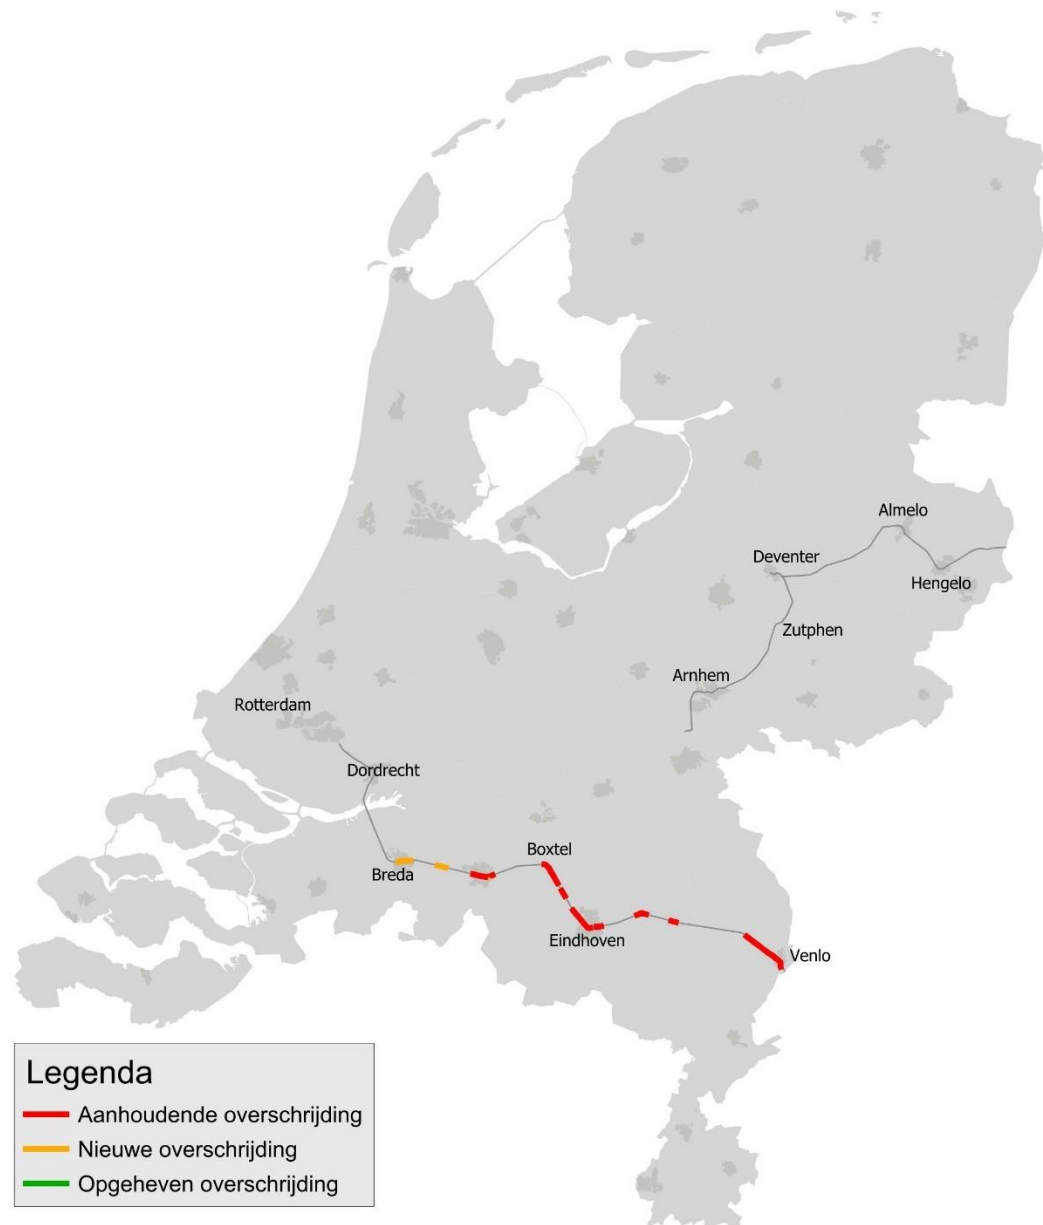 Almelo
Deventer
Hengelo
Zutphen
Arnhem
Rotterdam
Dordrecht
Boxtel
Breda
Eindhoven
Venlo
Legenda
Aanhoudende overschrijding
Nieuwe overschrijding
Opgeheven overschrijding